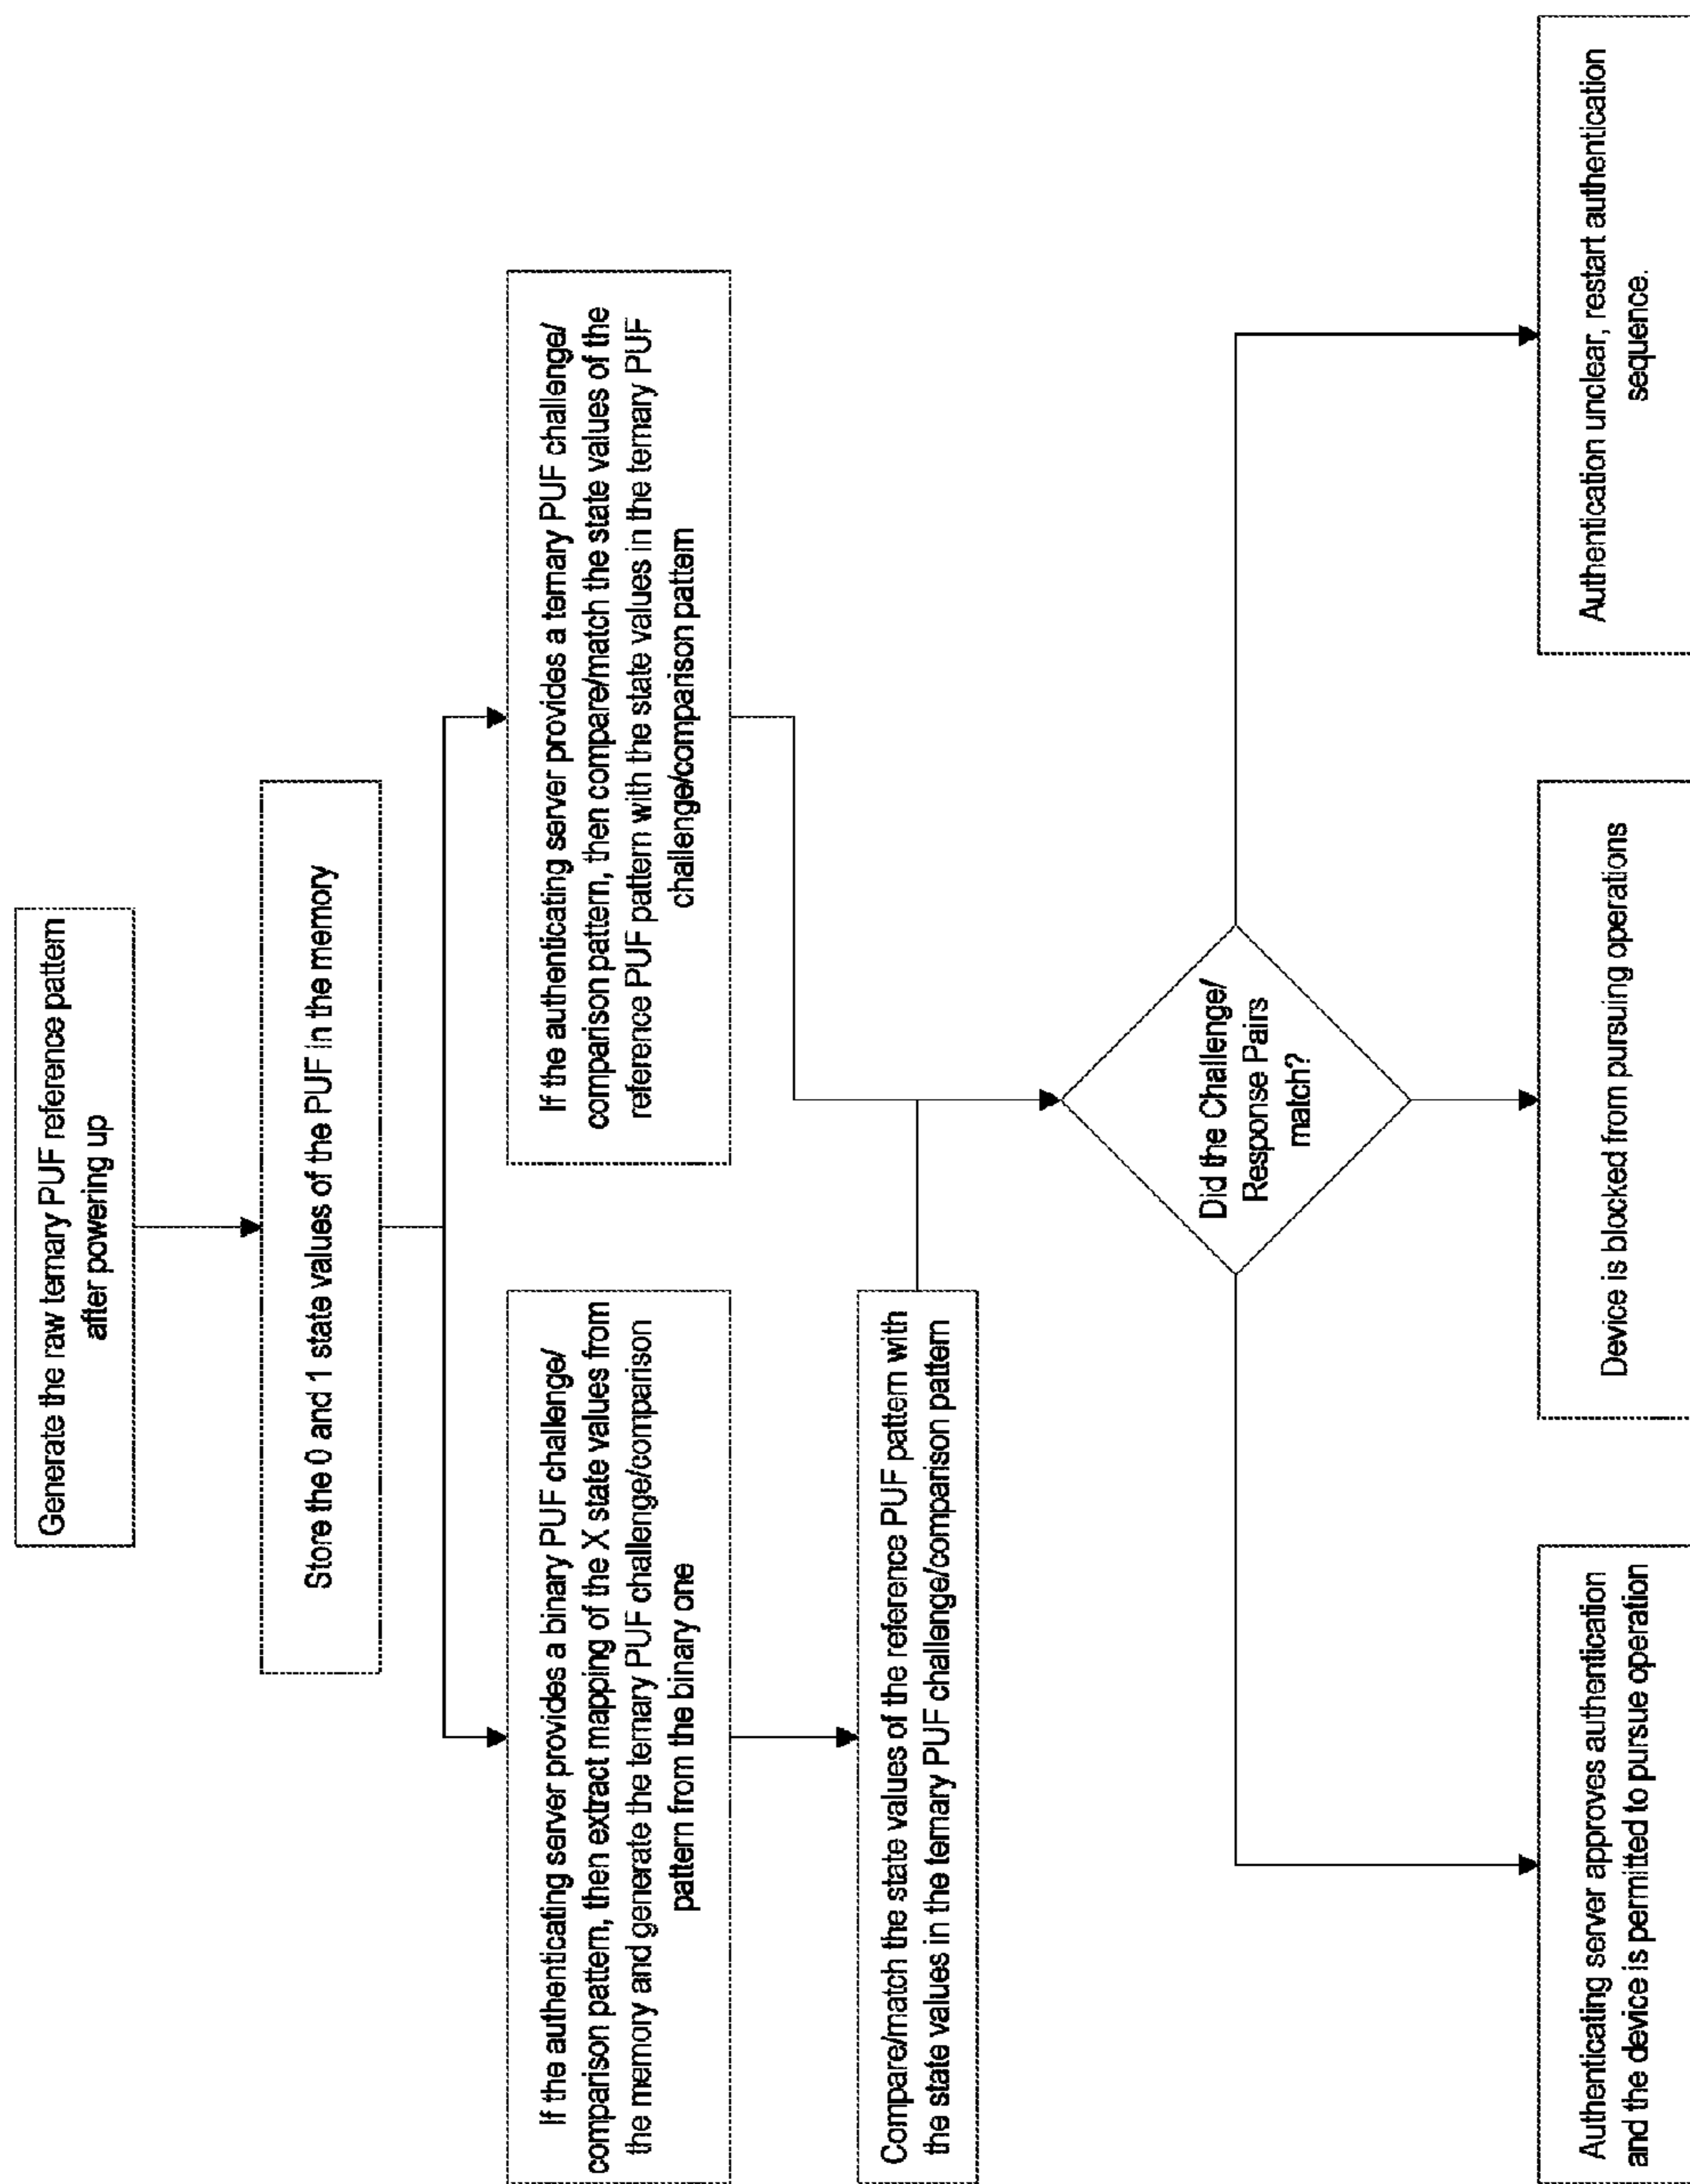 Generate the raw ternary PUF reference pattern
after powering up
Store the 0 and 1 state values of the PUF in the memory
If the authenticating server provides a binary PUF challenge/
comparison pattern, then extract mapping of the X state values from
the memory and generate the ternary PUF challenge/comparison
pattern from the binary one
If the authenticating server provides a ternary PUF challenge/
comparison pattern, then compare/match the state values of the
reference PUF pattern with the state values in the ternary PUF
challenge/comparison pattern
Compare/match the state values of the reference PUF pattern with
the state values in the ternary PUF challenge/comparison pattern
Did the Challenge/
Response Pairs
match?
Authenticating server approves authentication
and the device is permitted to pursue operation
Device is blocked from pursuing operations
Authentication unclear, restart authentication
sequence.